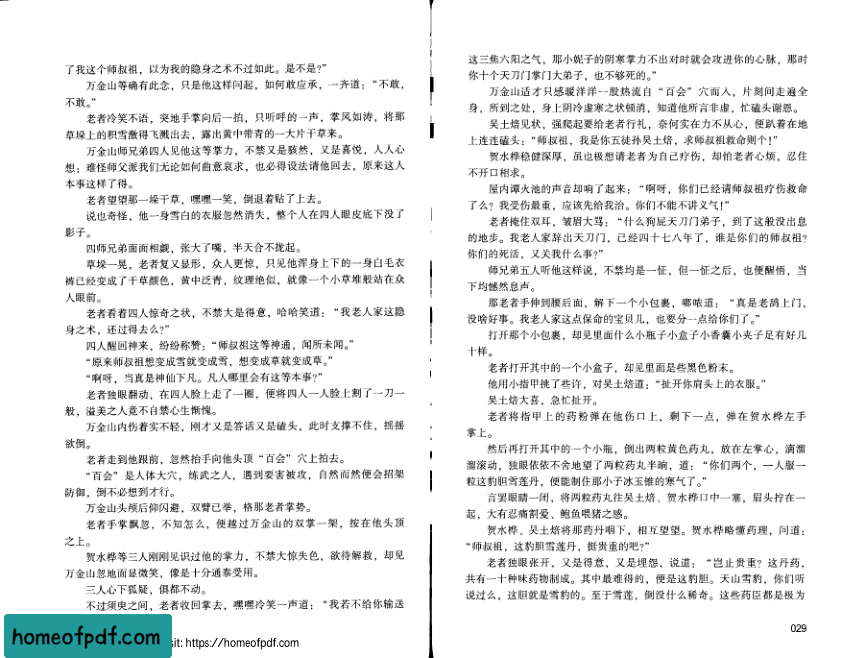 了我这个师叔祖，以为我的隐身之术不过如此。是不是?”
万金山等确有此念，只是他这样问起，如何敢应承，一齐道：“不敢，
不敢。”
老者冷笑不话，突地手掌向后一拍，只听呼的一声，掌风如涛，将那
草垛上的积雪激得飞溅出去，露出黄中带青的一大片干草来。
万金山师兄弟四人见他这等掌力，不禁又是骇然，又是喜悦，人人心
想：难怪师父派我们无论如何曲意哀求，也必得设法请他回去，原来这人
本事这样了得。
老者望望那一垛干草，嘿嘿一笑，倒退着贴了上去。
说也奇怪，他一身雪白的衣服忽然消失，整个人在四人眼皮底下没了
影子。
四师兄弟面面相觑，张大了嘴，半天合不拢起。
草垛一晃，老者复又显形，众人更惊，只见他浑身上下的一身白毛衣
裤已经变成了干草颜色，黄中泛青，纹理绝似，就像一个小草堆般站在众
人眼前。
老者看着四人惊奇之状，不禁大是得意，哈哈笑道：“我老人家这隐
身之术，还过得去么?”
四人醒回神来，纷纷称赞：“师叔祖这等神通，闻所未闻。”
“原来师叔祖想变成雪就变成雪，想变成草就变成草。”
“啊呀，当真是神仙下凡。凡人哪里会有这等本事?”
老者独眼翻动，在四人脸上走了一圈，便将四人一人脸上剜了一刀一
般，溢美之人竟不自禁心生惭愧。
万金山内伤着实不轻，刚才又是答话又是磕头，此时支撑不住，摇摇
欲倒。
老者走到他跟前，忽然抬手向他头顶“百会”穴上拍去。
“百会”是人体大穴，练武之人，遇到要害被攻，自然而然便会招架
防御，倒不必想到才行。
万金山头颅后仰闪避，双臂已举，格那老者掌势。
老者手掌飘忽，不知怎么，便越过万金山的双掌一架，按在他头顶
之上。
贺水桦等三人刚刚见识过他的掌力，不禁大惊失色，欲待解救，却见
万金山忽地面显微笑，像是十分通泰受用。
三人心下狐疑，俱都不动。
不过须臾之间，老者收回掌去，嘿嘿冷笑一声道：“我若不给你输送
homeofpdf.com
sit: https://homeofpdf.com
这三焦六阳之气，那小妮子的阴寒掌力不出对时就会攻进你的心脉，那时
你十个天刀门掌门大弟子，也不够死的。”
万金山适才只感暖洋洋一股热流自“百会”穴而入，片刻间走遍全
身，所到之处，身上阴冷虚寒之状顿消，知道他所言非虚，忙磕头谢恩。
吴土焙见状，强爬起要给老者行礼，奈何实在力不从心，便趴着在地
上连连磕头：“师叔祖，我是你五徒孙吴土焙，求师叔祖救命则个!”
贺水桦稳健深厚，虽也极想请老者为自己疗伤，却怕老者心烦，忍住
不开口相求。
屋内谭火池的声音却响了起来：“啊呀，你们已经请师叔祖疗伤救命
了么？我受伤最重，应该先给我治。你们不能不讲义气!”
老者掩住双耳，皱眉大骂：“什么狗屁天刀门弟子，到了这般没出息
的地步。我老人家辞出天刀门，已经四十七八年了，谁是你们的师叔祖?
你们的死活，又关我什么事?”
师兄弟五人听他这样说，不禁均是一怔，但一怔之后，也便醒悟，当
下均憾然息声。
那老者手伸到腰后面，解下一个小包裹，嘟哝道：“真是老鸹上门，
没啥好事。我老人家这点保命的宝贝儿，也要分一点给你们了。”
打开那个小包裹，却见里面什么小瓶子小盒子小香囊小夹子足有好几
十样。
老者打开其中的一个小盒子，却见里面是些黑色粉末。
他用小指甲挑了些许，对吴土焙道：“扯开你肩头上的衣服。”
吴土焙大喜，急忙扯开。
老者将指甲上的药粉弹在他伤口上，剩下一点，弹在贺水桦左手
掌上。
然后再打开其中的一个小瓶，倒出两粒黄色药丸，放在左掌心，滴溜
溜滚动，独眼依依不舍地望了两粒药丸半晌，道：“你们两个，一人服一
粒这豹胆雪莲丹，便能制住那小子冰玉锥的寒气了。”
言罢眼睛一闭，将两粒药丸往吴土焙、贺水桦口中一塞，眉头拧在一
起，大有忍痛割爱、鲍鱼喂猪之感。
贺水桦、吴土焙将那药丹咽下，相互望望。贺水桦略懂药理，问道：
“师叔祖，这豹胆雪莲丹，挺贵重的吧?”
老者独眼张开，又是得意，又是埋怨，说道：“岂止贵重？这丹药，
共有一十种味药物制成。其中最难得的，便是这豹胆。天山雪豹，你们听
说过么，这胆就是雪豹的。至于雪莲，倒没什么稀奇。这些药臣都是极为
029